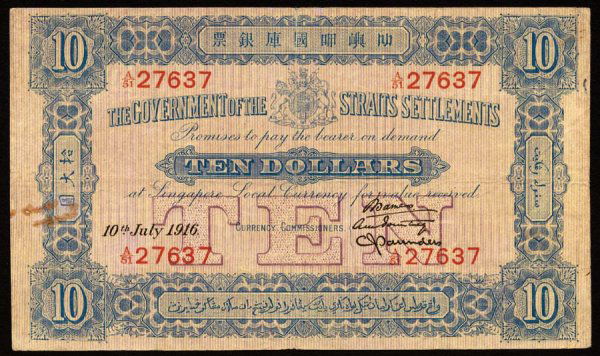 10
叻嶼呷國庫銀票
10
A/51 27637
A/51 27637
THE GOVERNMENT OF THE STRAITS SETTLEMENTS
Promises to pay the bearer on demand
TEN DOLLARS
at Singapore Local Currency for value received.
TEN
10th July 1916.
CURRENCY COMMISSIONERS
A/51 27637
A/51 27637
10
10
大
圓